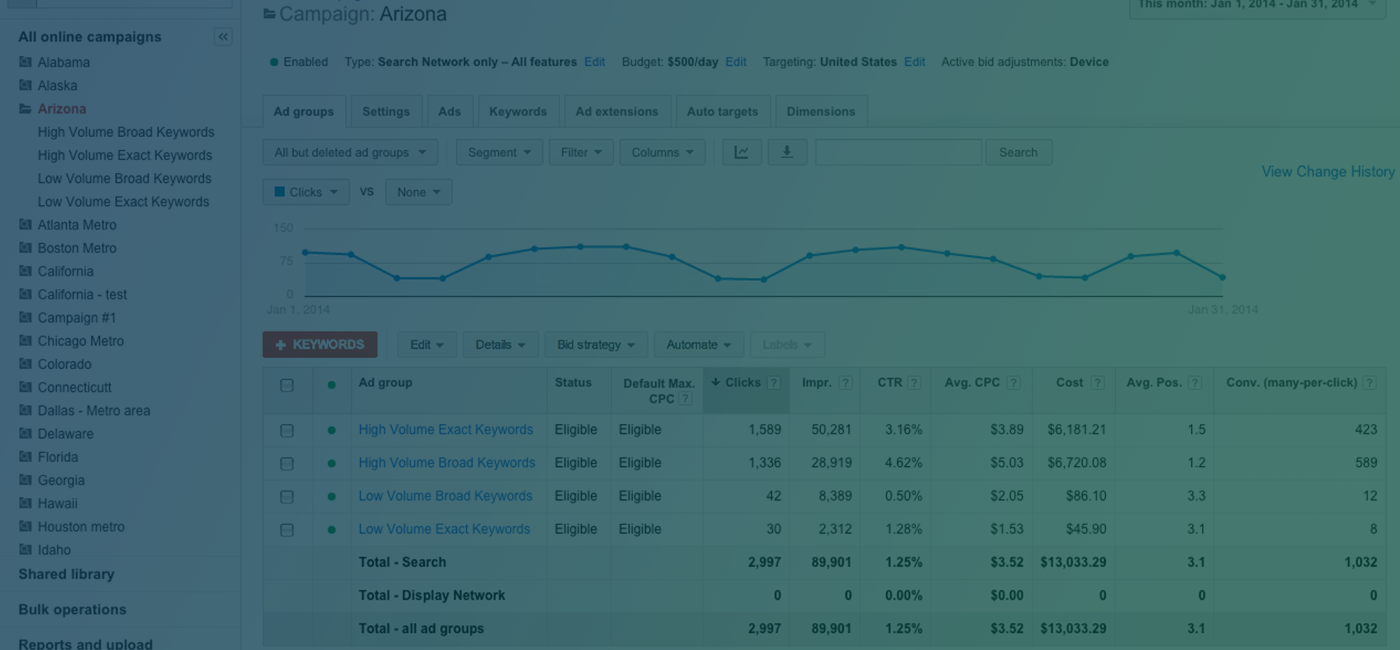 Campaign: Arizona
This month: Jan 1, 2014 - Jan 31, 2014
All online campaigns
Alabama
Alaska
Arizona
High Volume Broad Keywords
High Volume Exact Keywords
Low Volume Broad Keywords
Low Volume Exact Keywords
Atlanta Metro
Boston Metro
California
California - test
Campaign #1
Chicago Metro
Colorado
Connecticutt
Dallas - Metro area
Delaware
Florida
Georgia
Hawaii
Houston metro
Idaho
Shared library
Bulk operations
Reports and upload
Enabled Type: Search Network only – All features Edit Budget: $500/day Edit Targeting: United States Edit Active bid adjustments: Device
Ad groups Settings Ads Keywords Ad extensions Auto targets Dimensions
All but deleted ad groups Segment Filter Columns Search
View Change History
Clicks VS None
150
75
0
Jan 1, 2014 Jan 31, 2014
+ KEYWORDS Edit Details Bid strategy Automate Labels
Ad group Status Default Max. CPC ? Clicks ? Impr. ? CTR ? Avg. CPC ? Cost ? Avg. Pos. ? Conv. (many-per-click) ?
High Volume Exact Keywords Eligible Eligible 1,589 50,281 3.16% $3.89 $6,181.21 1.5 423
High Volume Broad Keywords Eligible Eligible 1,336 28,919 4.62% $5.03 $6,720.08 1.2 589
Low Volume Broad Keywords Eligible Eligible 42 8,389 0.50% $2.05 $86.10 3.3 12
Low Volume Exact Keywords Eligible Eligible 30 2,312 1.28% $1.53 $45.90 3.1 8
Total - Search 2,997 89,901 1.25% $3.52 $13,033.29 3.1 1,032
Total - Display Network 0 0 0.00% $0.00 0 0 0
Total - all ad groups 2,997 89,901 1.25% $3.52 $13,033.29 3.1 1,032